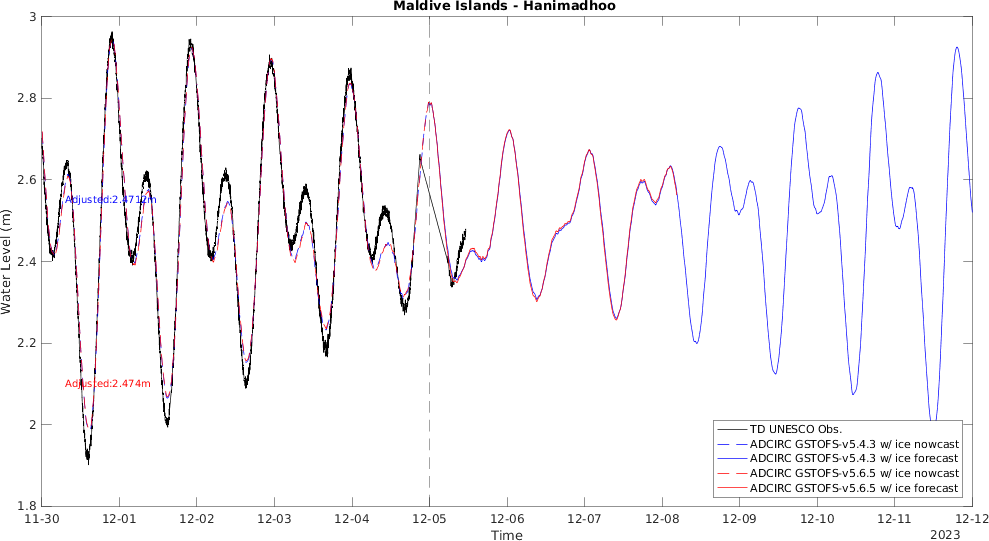 Maldive Islands - Hanimadhoo
Water Level (m)
3
2.8
2.6
2.4
2.2
2
1.8
Adjusted:2.4712m
Adjusted:2.474m
TD UNESCO Obs.
ADCIRC GSTOFS-v5.4.3 w/ ice nowcast
ADCIRC GSTOFS-v5.4.3 w/ ice forecast
ADCIRC GSTOFS-v5.6.5 w/ ice nowcast
ADCIRC GSTOFS-v5.6.5 w/ ice forecast
11-30 12-01 12-02 12-03 12-04 12-05 12-06 12-07 12-08 12-09 12-10 12-11 12-12
Time
2023